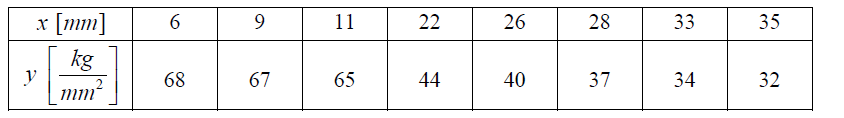 x [mm] 6 9 11 22 26 28 33 35
y [kg/mm²] 68 67 65 44 40 37 34 32